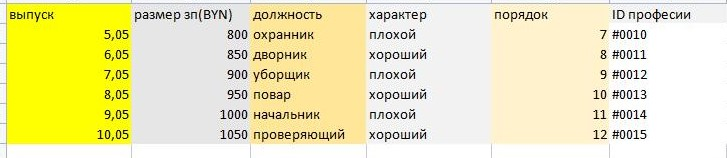 выпуск размер зп(BYN) должность характер порядок ID професии
5,05 800 охранник плохой 7 #0010
6,05 850 дворник хороший 8 #0011
7,05 900 уборщик плохой 9 #0012
8,05 950 повар хороший 10 #0013
9,05 1000 начальник плохой 11 #0014
10,05 1050 проверяющий хороший 12 #0015